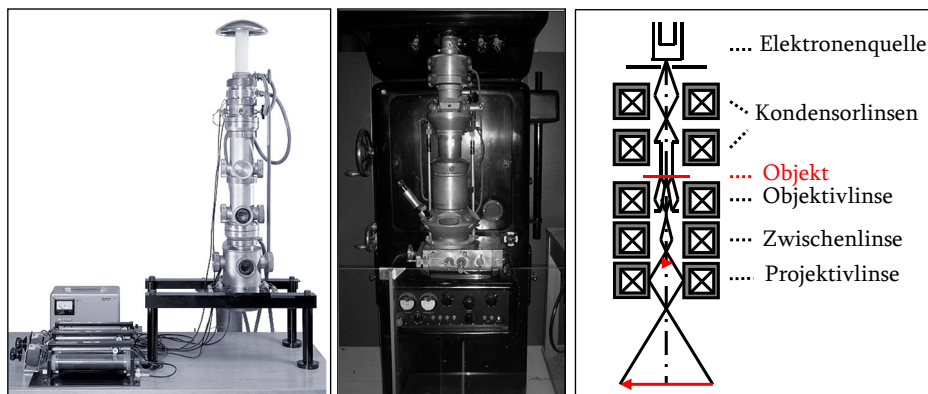 Elektronenquelle
Kondensorlinsen
Objekt
Objektivlinse
Zwischenlinse
Projektivlinse